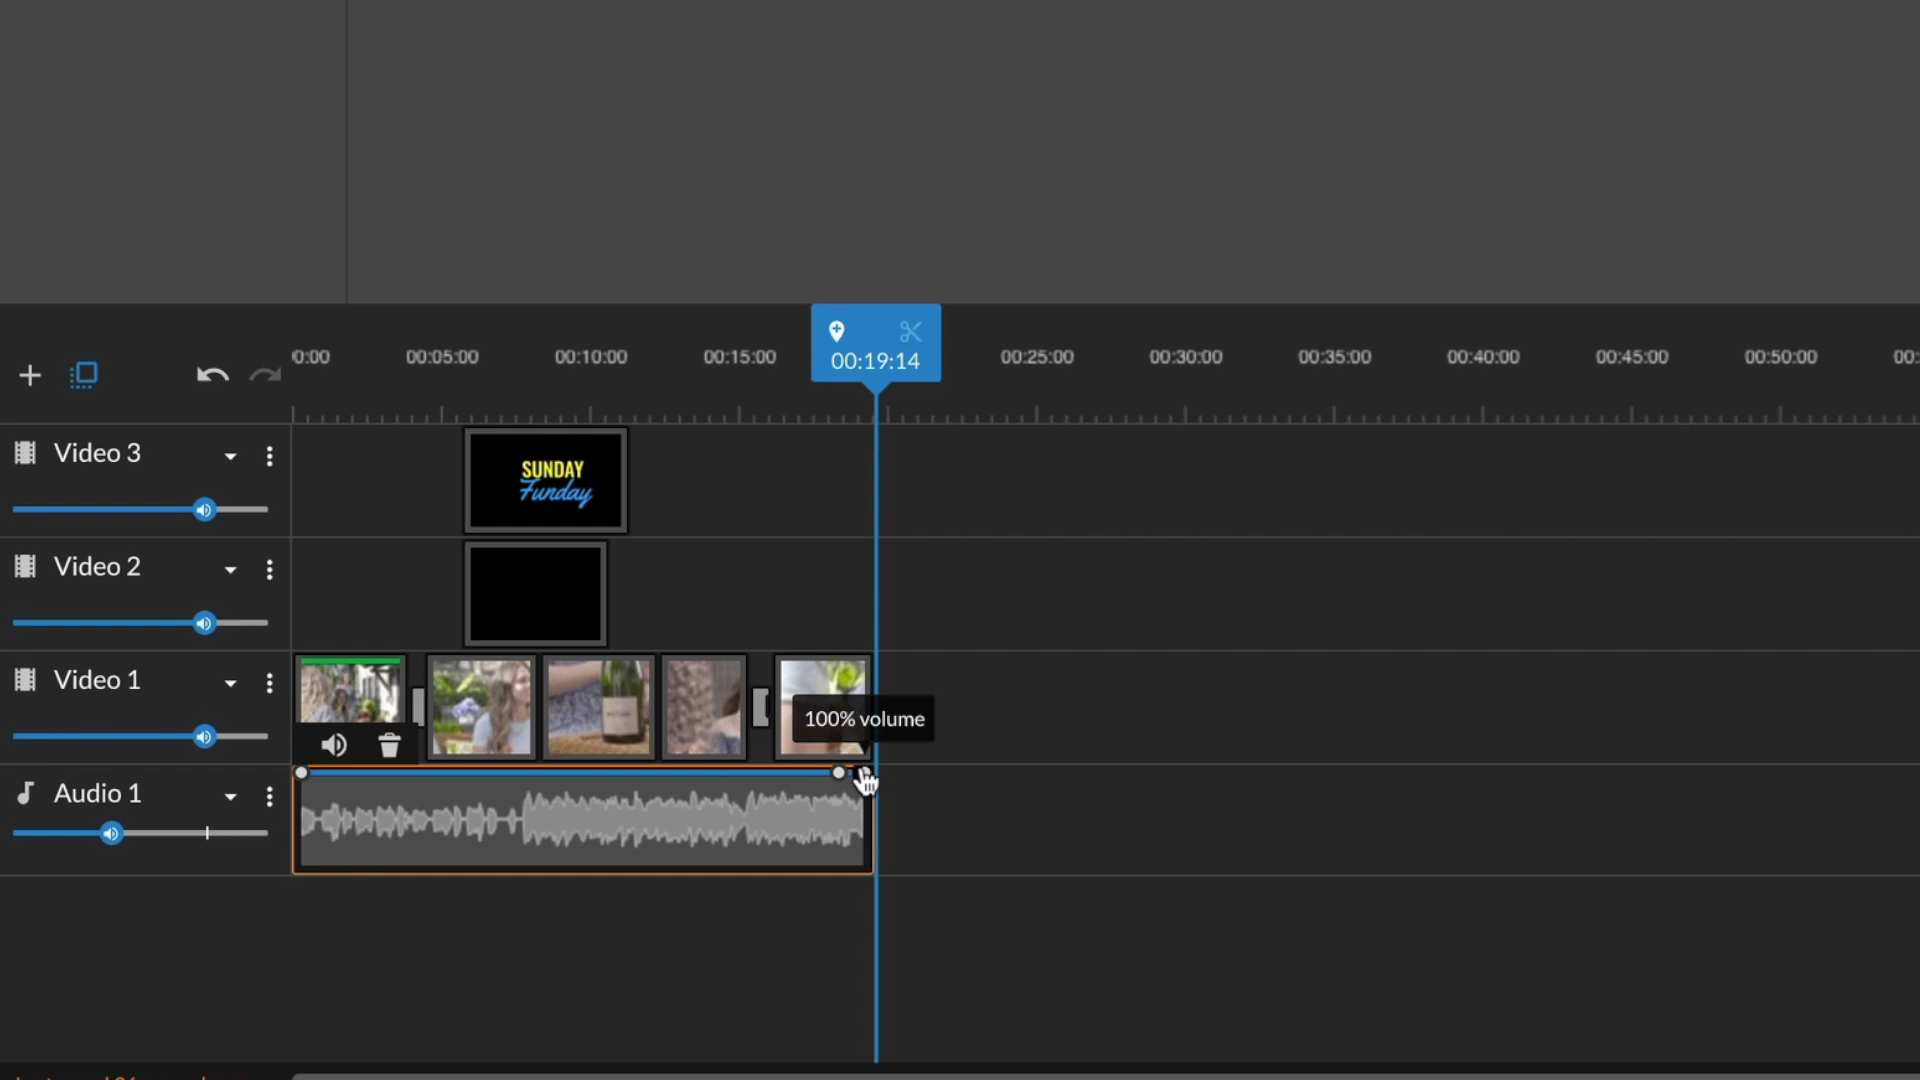 0:00 00:05:00 00:10:00 00:15:00 00:19:14 00:25:00 00:30:00 00:35:00 00:40:00 00:45:00 00:50:00 00:
Video 3
SUNDAY
Funday
Video 2
Video 1
100% volume
Audio 1